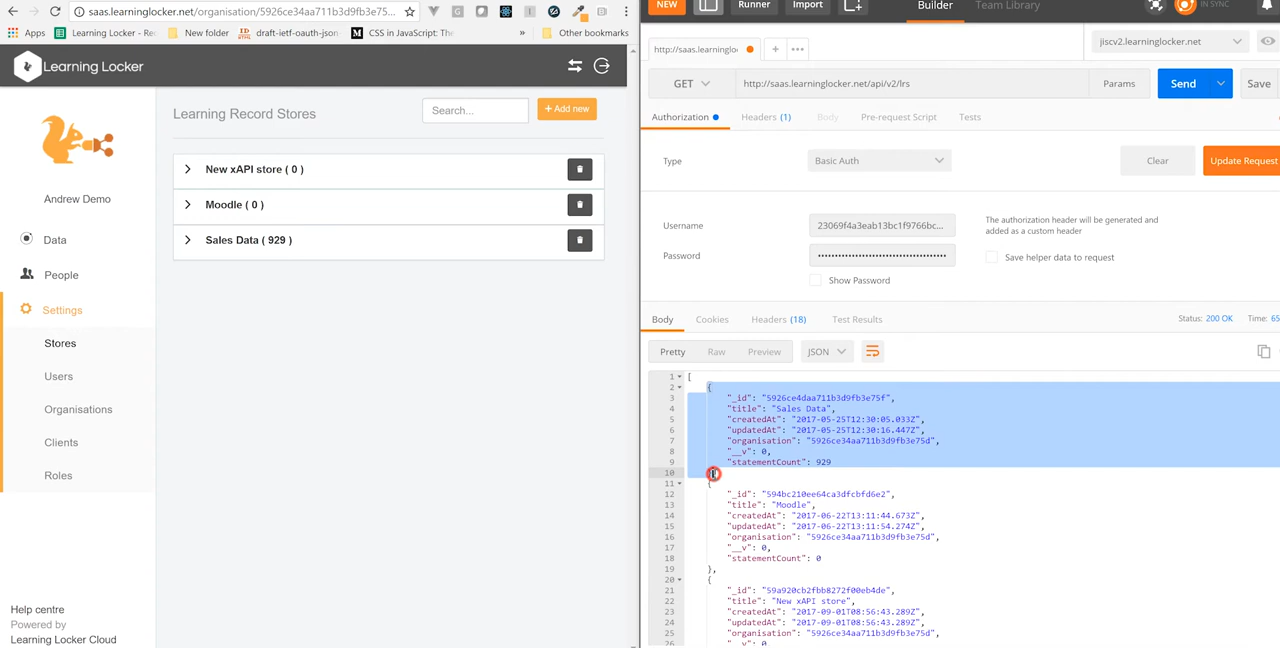 saas.learninglocker.net/organisation/5926ce34aa711b3d9fb3e75...
Apps
Learning Locker - Re
New folder
draft-ietf-oauth-json-
CSS in JavaScript: The
»
Other bookmarks
Learning Locker
Andrew Demo
Data
People
Settings
Stores
Users
Organisations
Clients
Roles
Help centre
Powered by
Learning Locker Cloud
Learning Record Stores
Search...
+ Add new
New xAPI store ( 0 )
Moodle ( 0 )
Sales Data ( 929 )
NEW
Runner
Import
Builder
Team Library
IN SYNC
http://saas.learninglo
+
•••
jiscv2.learninglocker.net
GET
http://saas.learninglocker.net/api/v2/lrs
Params
Send
Save
Authorization
Headers (1)
Body
Pre-request Script
Tests
Type
Basic Auth
Clear
Update Request
Username
23069f4a3eab13bc1f9766bc...
The authorization header will be generated and
added as a custom header
Password
Save helper data to request
Show Password
Body
Cookies
Headers (18)
Test Results
Status: 200 OK
Time: 65
Pretty
Raw
Preview
JSON
1 [
2 {
3 "_id": "5926ce4daa711b3d9fb3e75f",
4 "title": "Sales Data",
5 "createdAt": "2017-05-25T12:30:05.033Z",
6 "updatedAt": "2017-05-25T12:30:16.447Z",
7 "organisation": "5926ce34aa711b3d9fb3e75d",
8 "__v": 0,
9 "statementCount": 929
10
11 {
12 "_id": "594bc210ee64ca3dfcbfd6e2",
13 "title": "Moodle",
14 "createdAt": "2017-06-22T13:11:44.673Z",
15 "updatedAt": "2017-06-22T13:11:54.274Z",
16 "organisation": "5926ce34aa711b3d9fb3e75d",
17 "__v": 0,
18 "statementCount": 0
19 },
20 {
21 "_id": "59a920cb2fbb8272f00eb4de",
22 "title": "New xAPI store",
23 "createdAt": "2017-09-01T08:56:43.289Z",
24 "updatedAt": "2017-09-01T08:56:43.289Z",
25 "organisation": "5926ce34aa711b3d9fb3e75d",
26 "__v": 0,